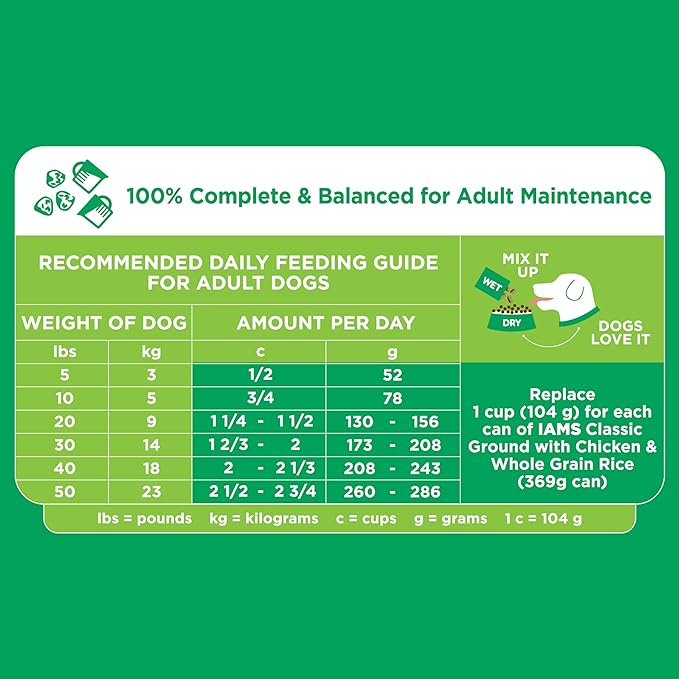 100% Complete & Balanced for Adult Maintenance
RECOMMENDED DAILY FEEDING GUIDE
FOR ADULT DOGS
WEIGHT OF DOG AMOUNT PER DAY
lbs kg c g
5 3 1/2 52
10 5 3/4 78
20 9 1 1/4 - 1 1/2 130 - 156
30 14 1 2/3 - 2 173 - 208
40 18 2 - 2 1/3 208 - 243
50 23 2 1/2 - 2 3/4 260 - 286
MIX IT
UP
WET
DRY
DOGS
LOVE IT
Replace
1 cup (104 g) for each
can of IAMS Classic
Ground with Chicken &
Whole Grain Rice
(369g can)
lbs = pounds kg = kilograms c = cups g = grams 1 c = 104 g